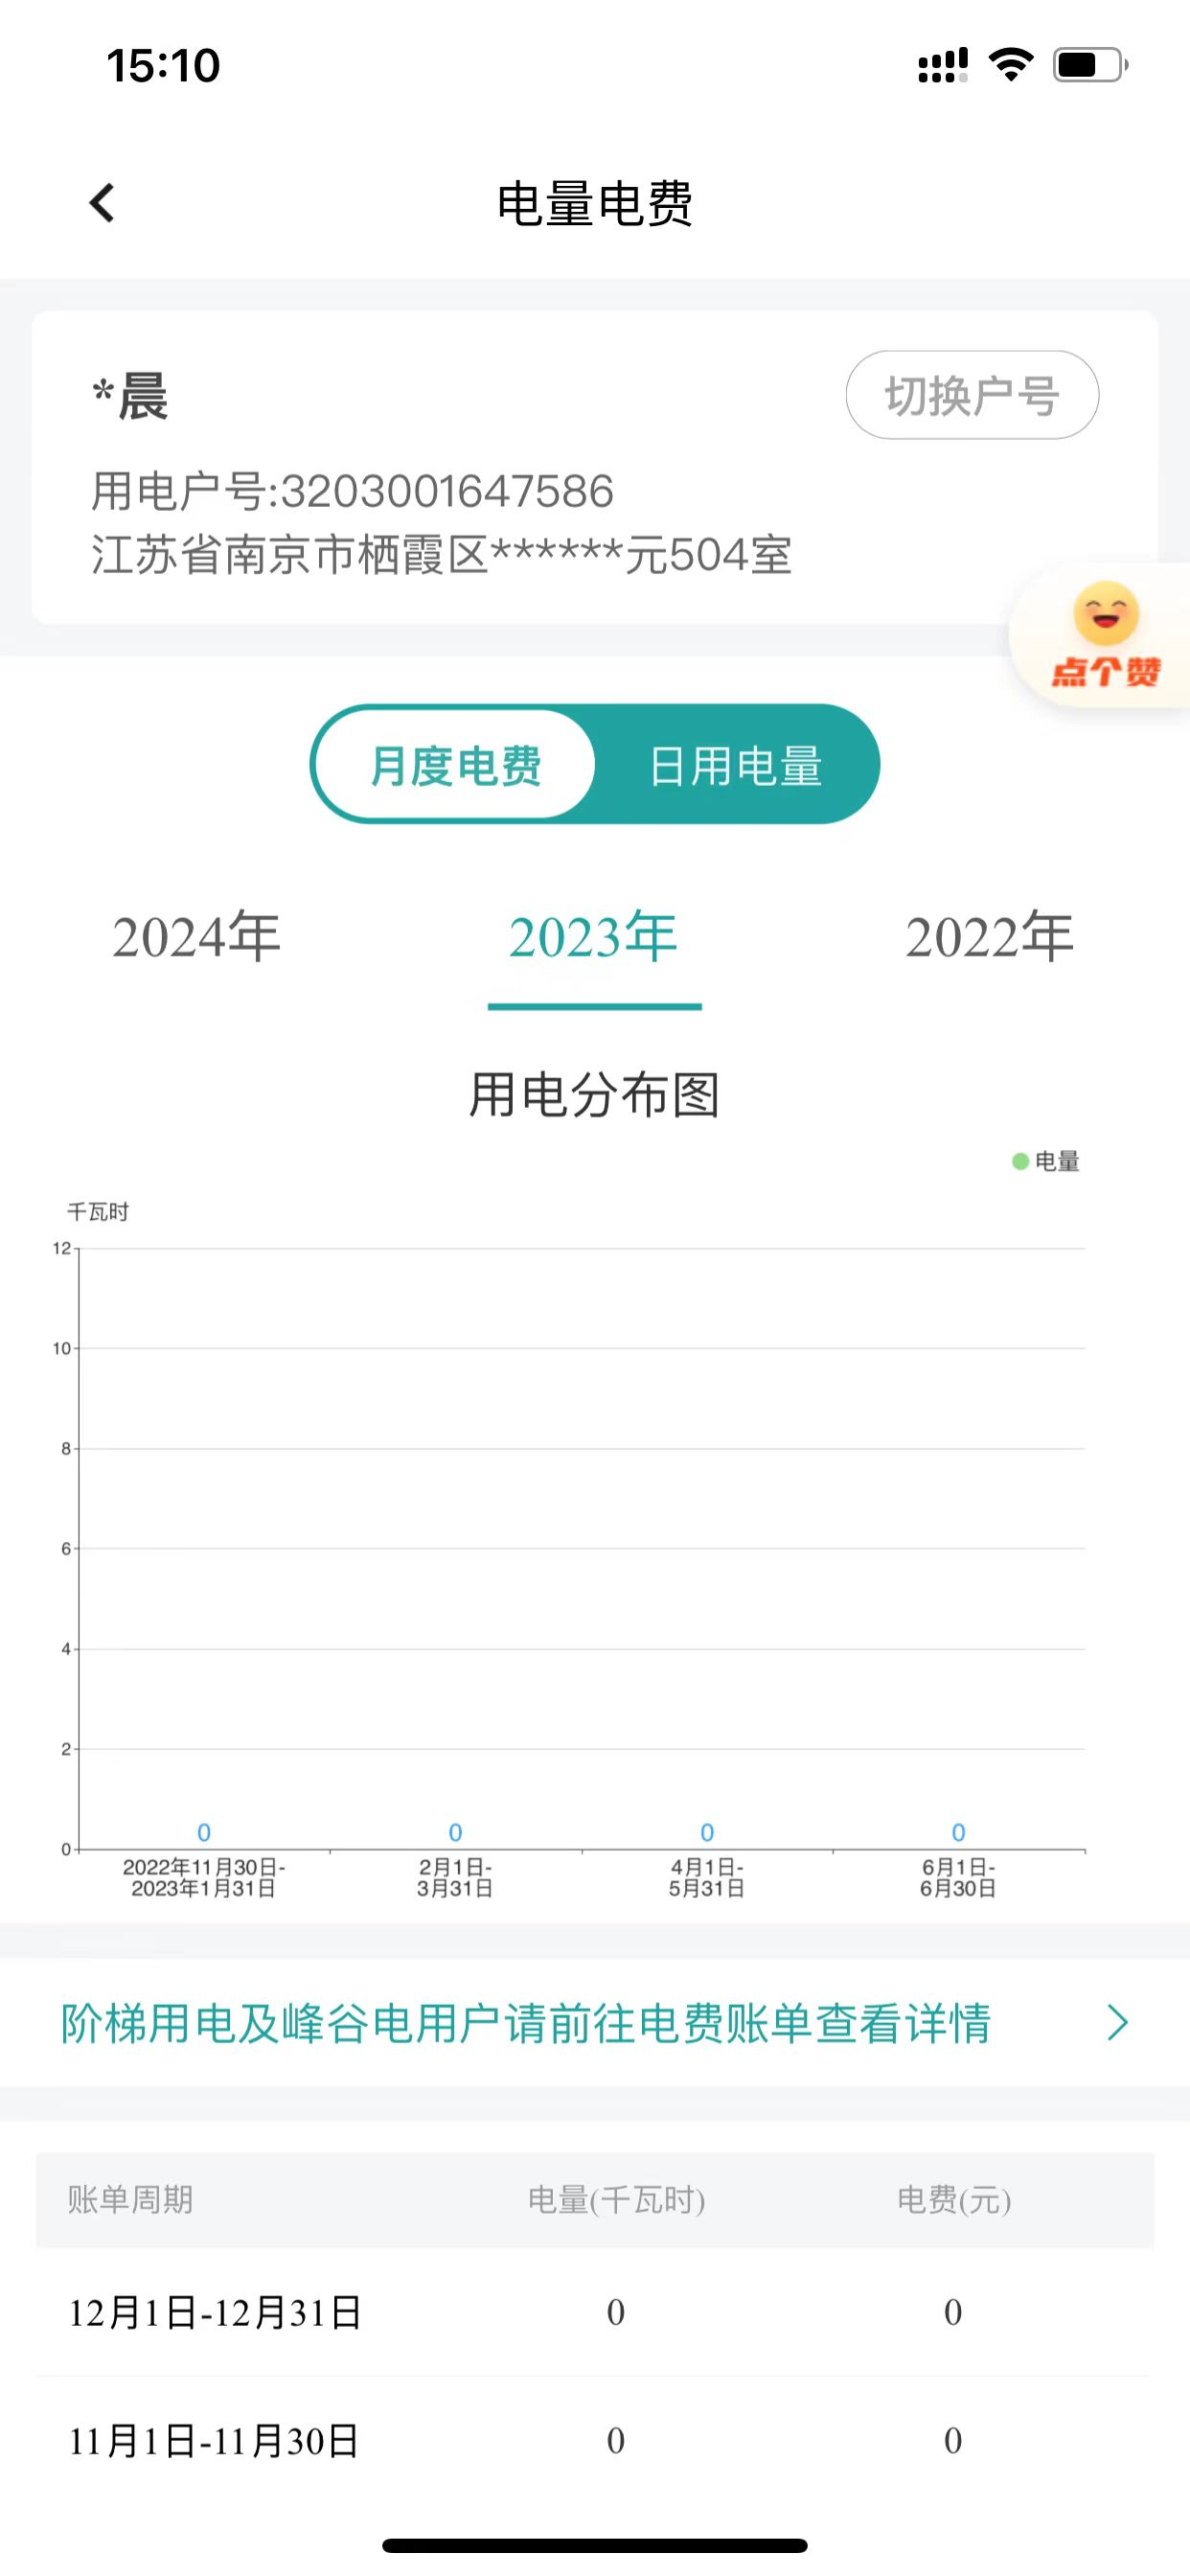 15:10
电量电费
*晨
切换户号
用电户号:3203001647586
江苏省南京市栖霞区******元504室
点个赞
月度电费
日用电量
2024年
2023年
2022年
用电分布图
电量
千瓦时
12
10
8
6
4
2
0
0
0
0
0
2022年11月30日-
2023年1月31日
2月1日-
3月31日
4月1日-
5月31日
6月1日-
6月30日
阶梯用电及峰谷电用户请前往电费账单查看详情
账单周期 电量(千瓦时) 电费(元)
12月1日-12月31日 0 0
11月1日-11月30日 0 0